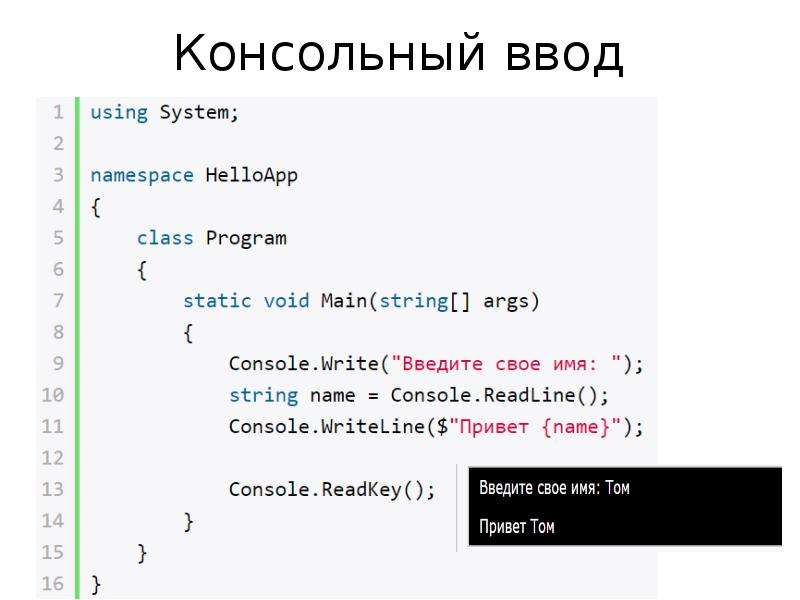 Консольный ввод
1 using System;
2
3 namespace HelloApp
4 {
5     class Program
6     {
7         static void Main(string[] args)
8         {
9             Console.Write("Введите свое имя: ");
10             string name = Console.ReadLine();
11             Console.WriteLine($"Привет {name}");
12
13             Console.ReadKey();
14         }
15     }
16 }
Введите свое имя: Том
Привет Том